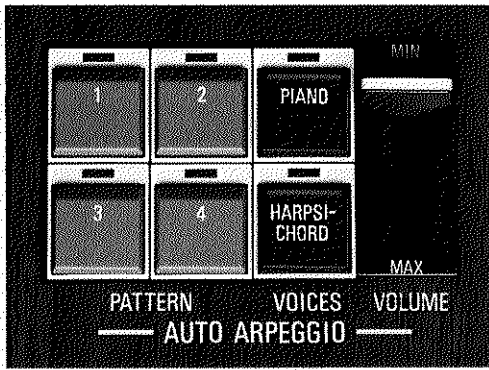 1 2 PIANO MIN
3 4 HARPSI-
CHORD
MAX
PATTERN VOICES VOLUME
AUTO ARPEGGIO